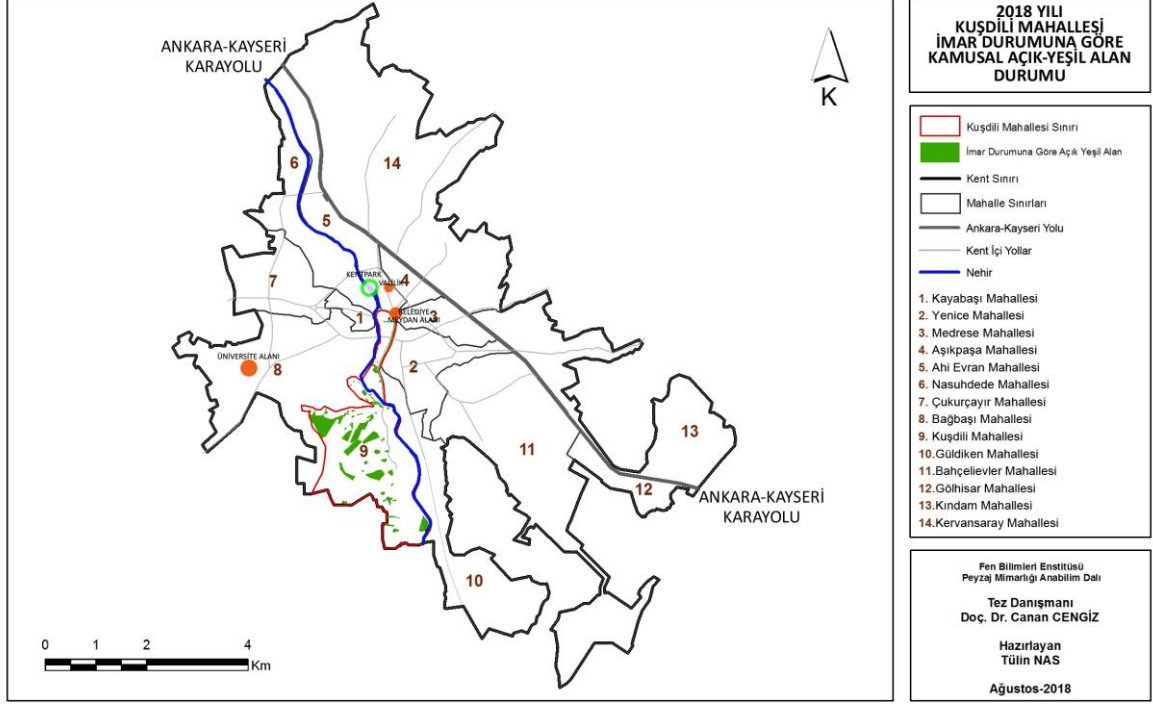 2018 YILI
KUŞDİLİ MAHALLESİ
İMAR DURUMUNA GÖRE
KAMUSAL AÇIK-YEŞİL ALAN
DURUMU
ANKARA-KAYSERİ
KARAYOLU
K
6
14
5
7
KENTPARK
VALİLİK
4
1
BELEDİYE
MEYDAN ALANI
3
ÜNİVERSİTE ALANI
8
2
9
11
13
12
ANKARA-KAYSERİ
KARAYOLU
10
0 1 2 4
Km
Kuşdili Mahallesi Sınırı
İmar Durumuna Göre Açık Yeşil Alan
Kent Sınırı
Mahalle Sınırları
Ankara-Kayseri Yolu
Kent İçi Yollar
Nehir
1. Kayabaşı Mahallesi
2. Yenice Mahallesi
3. Medrese Mahallesi
4. Aşıkpaşa Mahallesi
5. Ahi Evran Mahallesi
6. Nasuhdede Mahallesi
7. Çukurçayır Mahallesi
8. Bağbaşı Mahallesi
9. Kuşdili Mahallesi
10.Güldiken Mahallesi
11.Bahçelievler Mahallesi
12.Gölhisar Mahallesi
13.Kındam Mahallesi
14.Kervansaray Mahallesi
Fen Bilimleri Enstitüsü
Peyzaj Mimarlığı Anabilim Dalı
Tez Danışmanı
Doç. Dr. Canan CENGİZ
Hazırlayan
Tülin NAS
Ağustos-2018